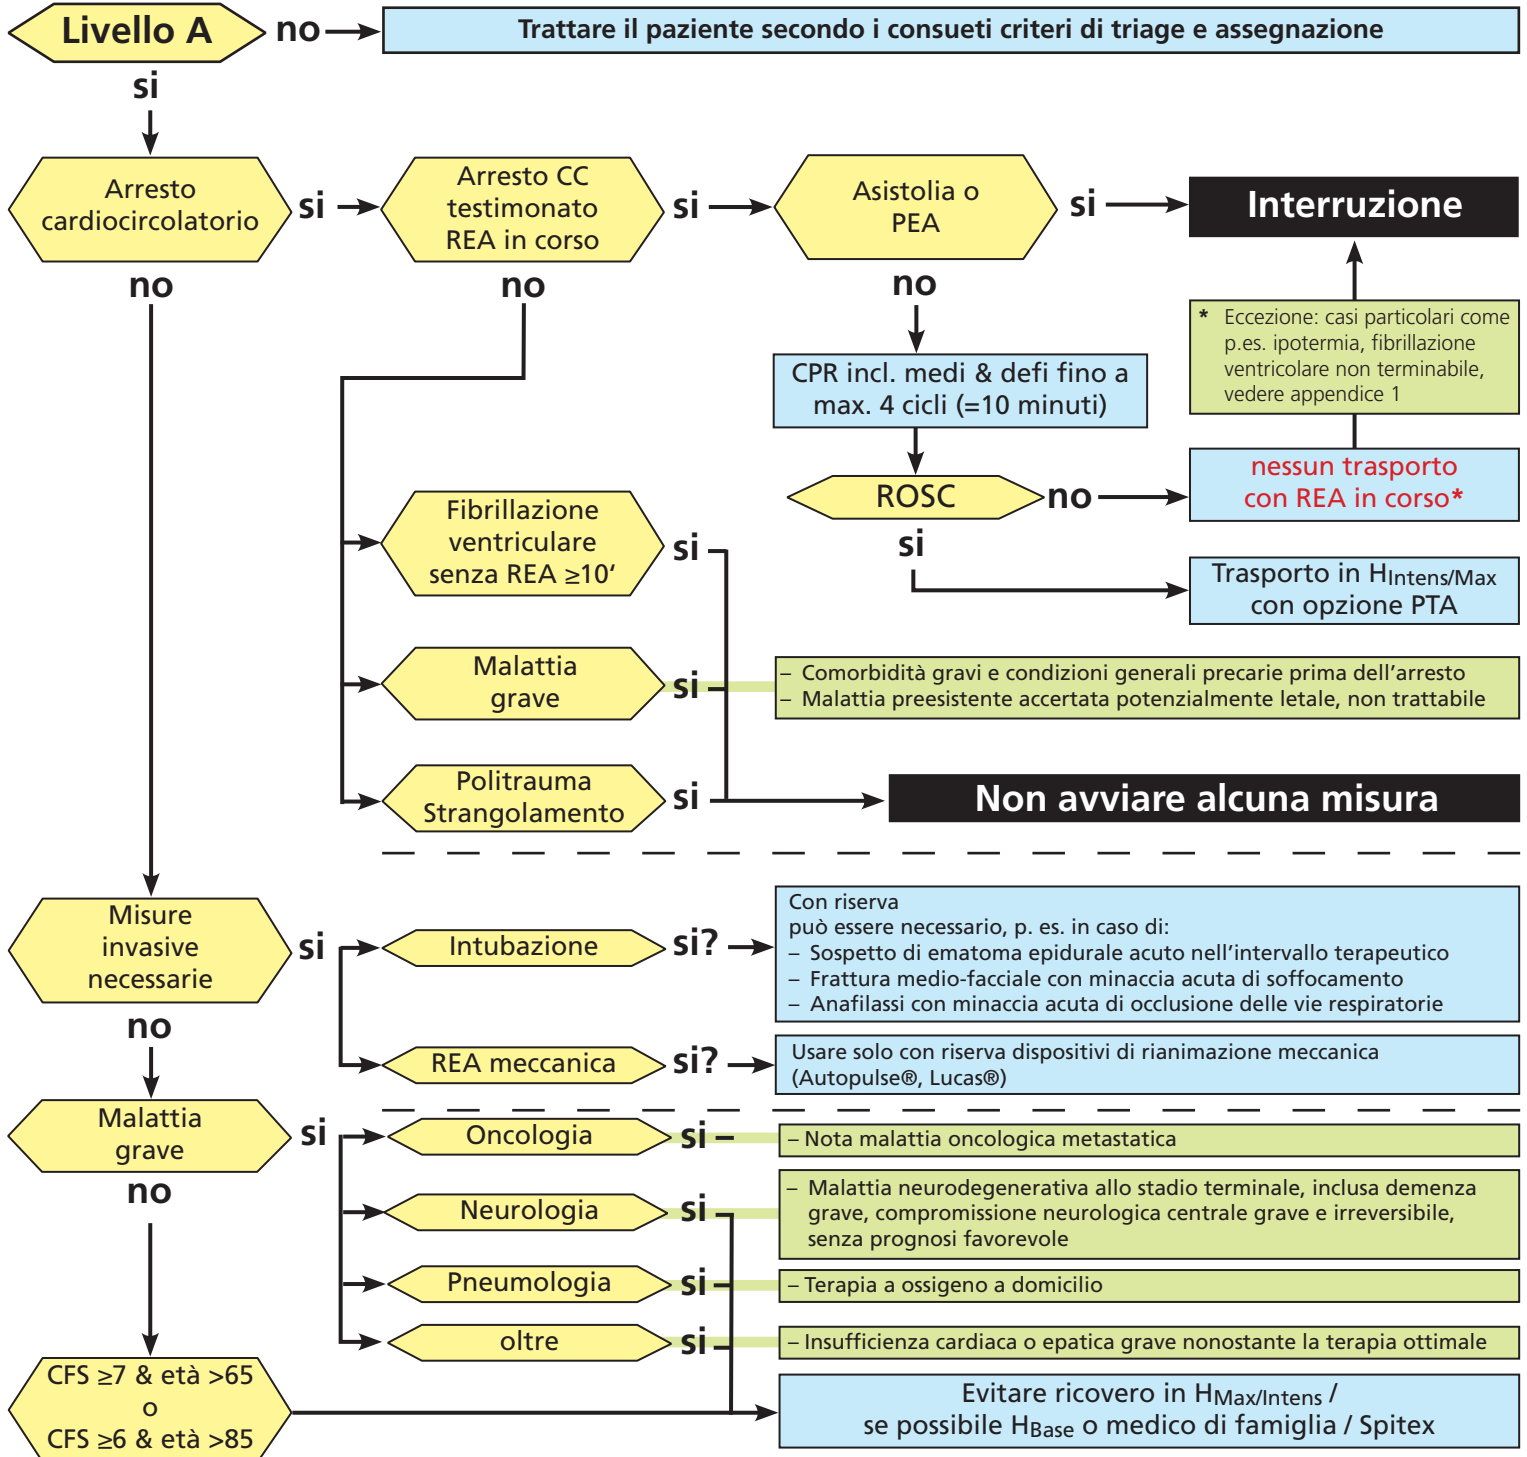 Livello A
no
Trattare il paziente secondo i consueti criteri di triage e assegnazione
si
Arresto
cardiocircolatorio
si
Arresto CC
testimonato
REA in corso
si
Asistolia o
PEA
si
Interruzione
no
no
no
* Eccezione: casi particolari come
p.es. ipotermia, fibrillazione
ventricolare non terminabile,
vedere appendice 1
CPR incl. medi & defi fino a
max. 4 cicli (=10 minuti)
ROSC
no
nessun trasporto
con REA in corso*
si
Trasporto in HIntens/Max
con opzione PTA
Fibrillazione
ventriculare
senza REA ≥10‘
si
Malattia
grave
si
– Comorbidità gravi e condizioni generali precarie prima dell’arresto
– Malattia preesistente accertata potenzialmente letale, non trattabile
Politrauma
Strangolamento
si
Non avviare alcuna misura
Misure
invasive
necessarie
si
Intubazione
si?
Con riserva
può essere necessario, p. es. in caso di:
– Sospetto di ematoma epidurale acuto nell’intervallo terapeutico
– Frattura medio-facciale con minaccia acuta di soffocamento
– Anafilassi con minaccia acuta di occlusione delle vie respiratorie
no
REA meccanica
si?
Usare solo con riserva dispositivi di rianimazione meccanica
(Autopulse®, Lucas®)
Malattia
grave
si
Oncologia
si
– Nota malattia oncologica metastatica
no
Neurologia
si
– Malattia neurodegenerativa allo stadio terminale, inclusa demenza
grave, compromissione neurologica centrale grave e irreversibile,
senza prognosi favorevole
Pneumologia
si
– Terapia a ossigeno a domicilio
oltre
si
– Insufficienza cardiaca o epatica grave nonostante la terapia ottimale
CFS ≥7 & età >65
o
CFS ≥6 & età >85
Evitare ricovero in HMax/Intens /
se possibile HBase o medico di famiglia / Spitex